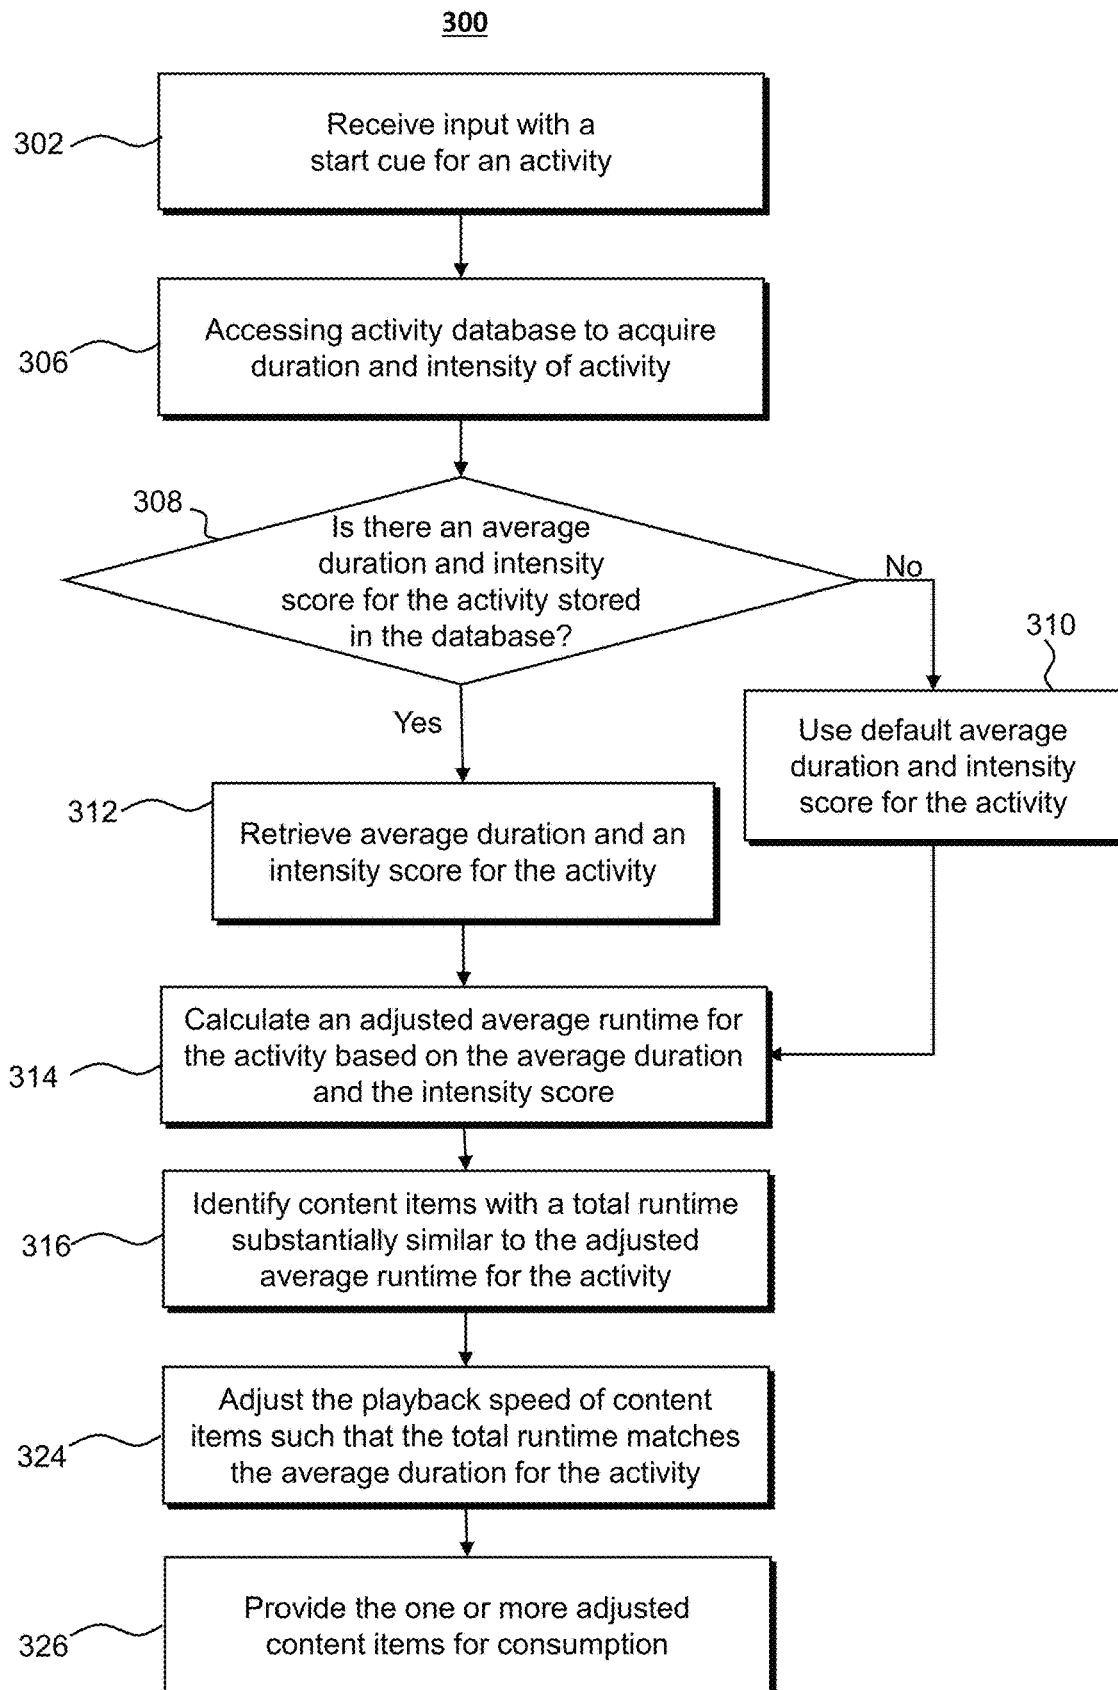 300
302
Receive input with a
start cue for an activity
306
Accessing activity database to acquire
duration and intensity of activity
308
Is there an average
duration and intensity
score for the activity stored
in the database?
No
Yes
310
Use default average
duration and intensity
score for the activity
312
Retrieve average duration and an
intensity score for the activity
314
Calculate an adjusted average runtime for
the activity based on the average duration
and the intensity score
316
Identify content items with a total runtime
substantially similar to the adjusted
average runtime for the activity
324
Adjust the playback speed of content
items such that the total runtime matches
the average duration for the activity
326
Provide the one or more adjusted
content items for consumption